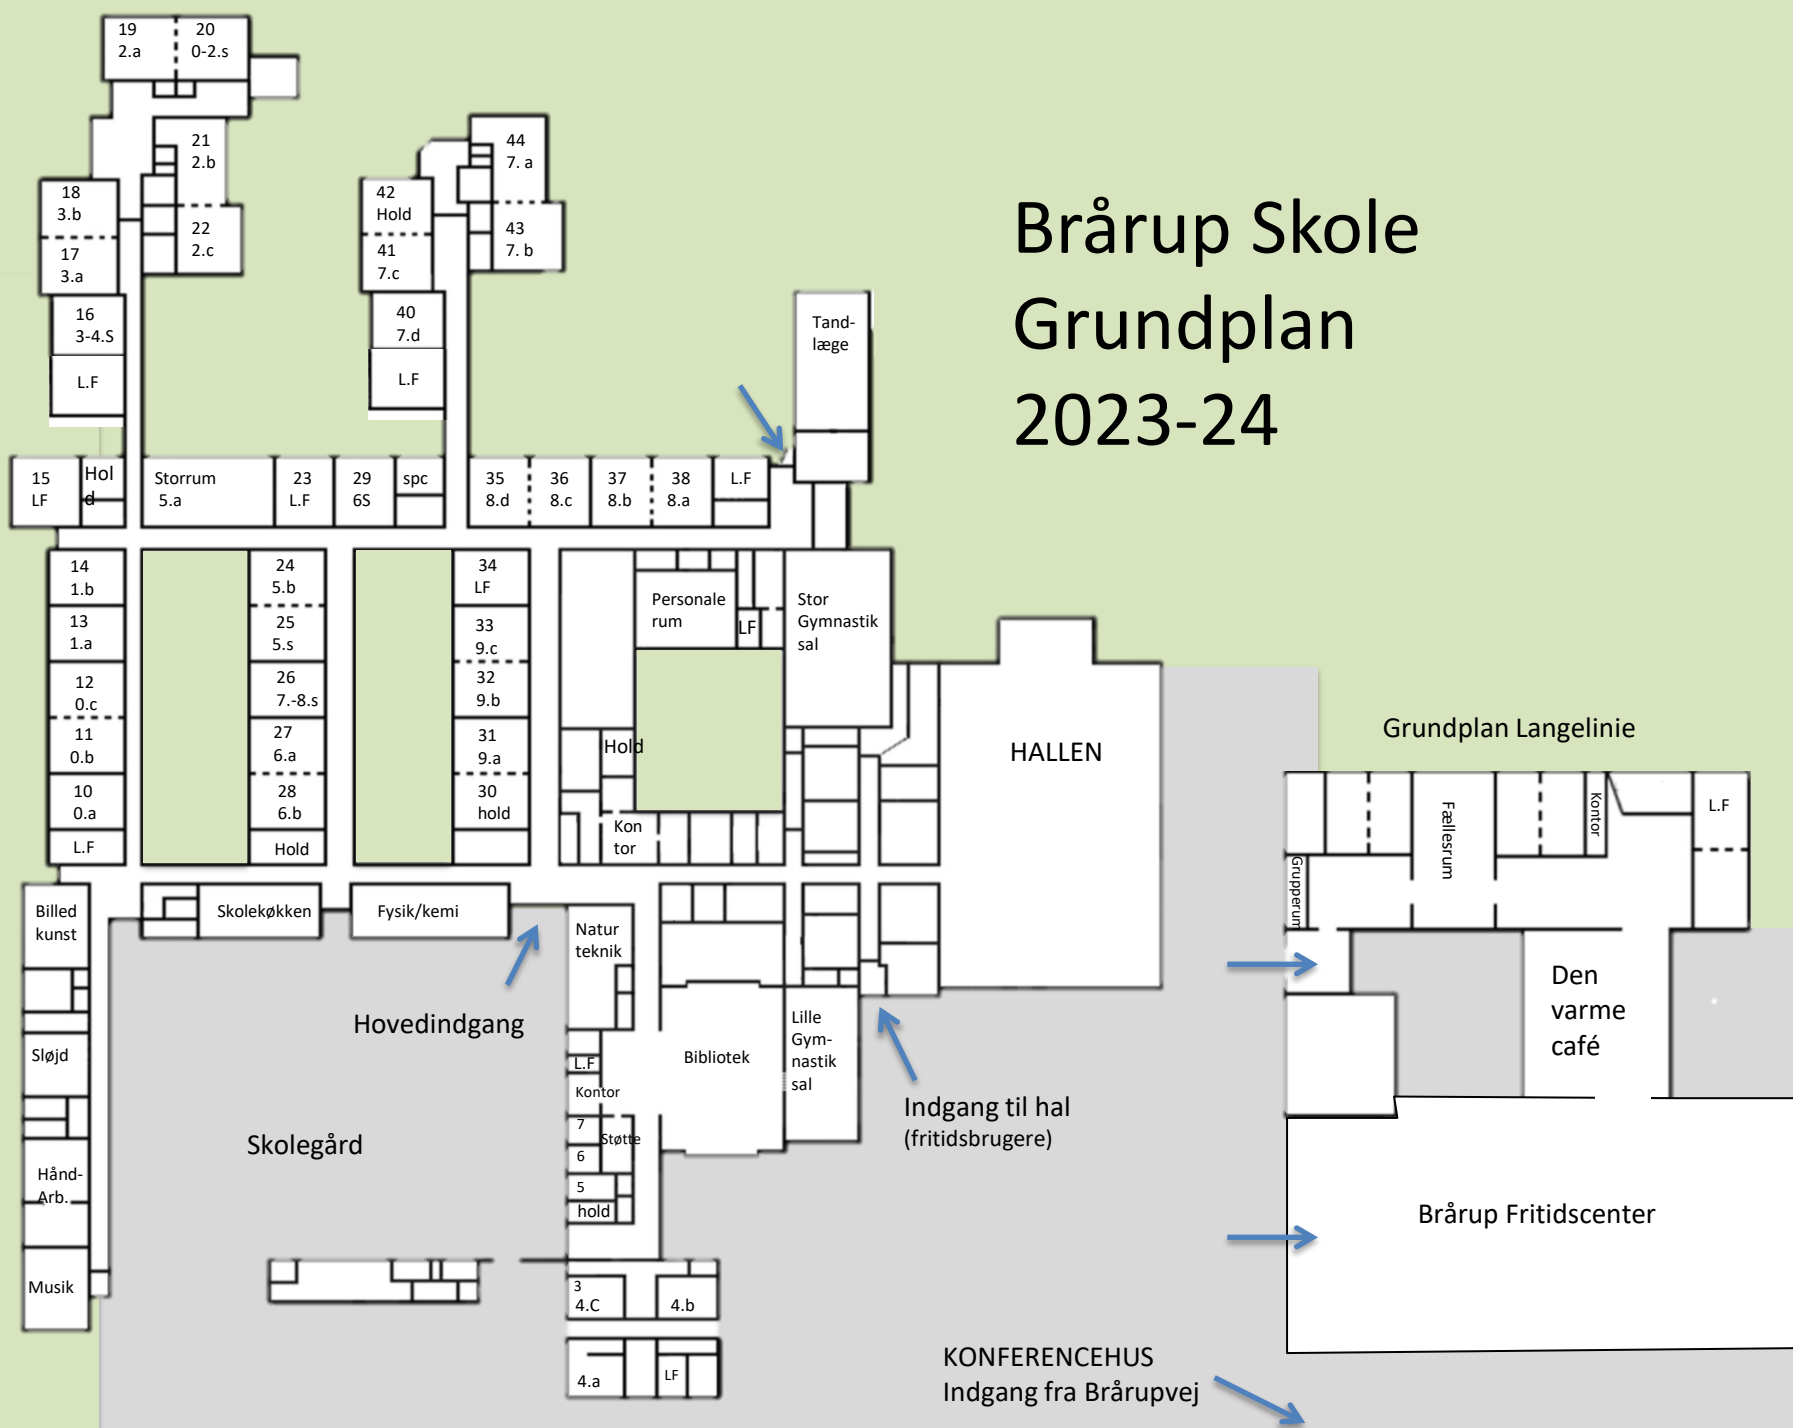 Brårup Skole
Grundplan
2023-24
19
2.a
20
0-2.s
21
2.b
22
2.c
18
3.b
17
3.a
16
3-4.S
L.F
44
7. a
43
7. b
42
Hold
41
7.c
40
7.d
L.F
Tand-
læge
15
LF
Hol
d
Storrum
5.a
23
L.F
29
6S
spc
35
8.d
36
8.c
37
8.b
38
8.a
L.F
14
1.b
13
1.a
12
0.c
11
0.b
10
0.a
L.F
24
5.b
25
5.s
26
7.-8.s
27
6.a
28
6.b
Hold
34
LF
33
9.c
32
9.b
31
9.a
30
hold
Personale
rum
LF
Stor
Gymnastik
sal
Hold
Kon
tor
HALLEN
Grundplan Langelinie
Fællesrum
Kontor
L.F
Grupperum
Den
varme
café
Brårup Fritidscenter
Billed
kunst
Skolekøkken
Fysik/kemi
Natur
teknik
Hovedindgang
Sløjd
L.F
Kontor
Bibliotek
Lille
Gym-
nastik
sal
Indgang til hal
(fritidsbrugere)
Skolegård
7
Støtte
6
5
hold
Hånd-
Arb.
Musik
3
4.C
4.b
4.a
LF
KONFERENCEHUS
Indgang fra Brårupvej